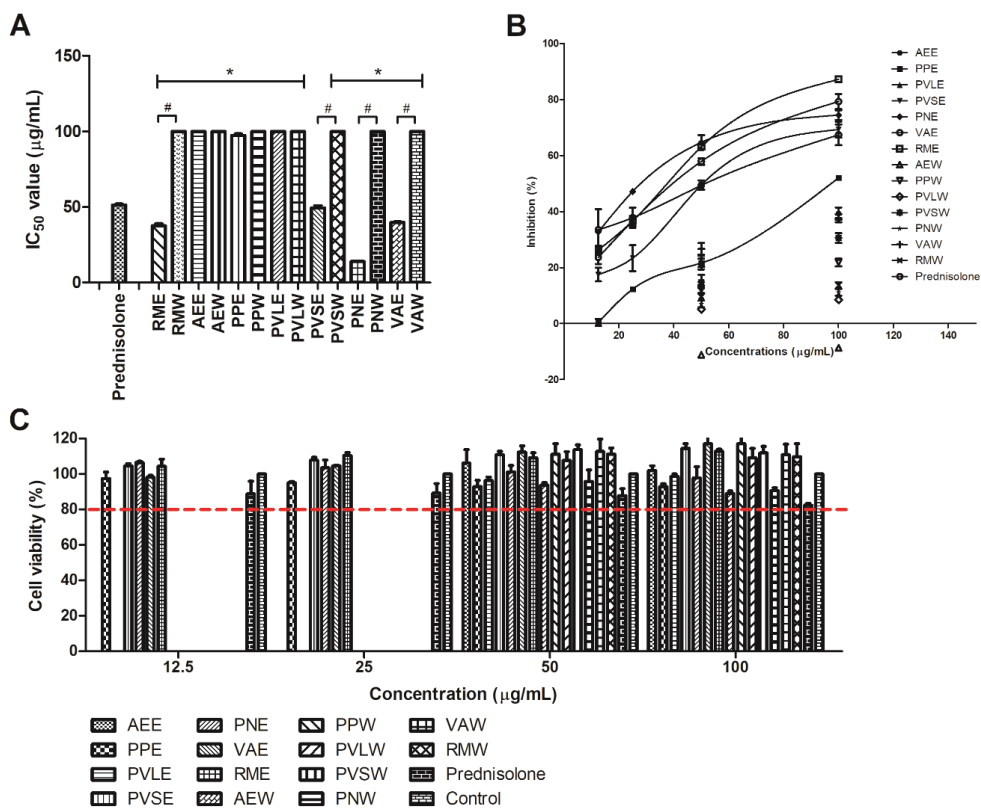 A
150
100
50
0
IC50 value (µg/mL)
*
*
#
#
#
#
Prednisolone
RME
RMW
AEE
AEW
PPE
PPW
PVLE
PVLW
PVSE
PVSW
PNE
PNW
VAE
VAW
B
100
80
60
40
20
0
-20
Inhibition (%)
20 40 60 80 100 120 140
Concentrations (µg/mL)
AEE
PPE
PVLE
PVSE
PNE
VAE
RME
AEW
PPW
PVLW
PVSW
PNW
VAW
RMW
Prednisolone
C
120
100
80
60
40
20
0
Cell viability (%)
12.5 25 50 100
Concentration (µg/mL)
AEE PNE PPW VAW
PPE VAE PVLW RMW
PVLE RME PVSW Prednisolone
PVSE AEW PNW Control